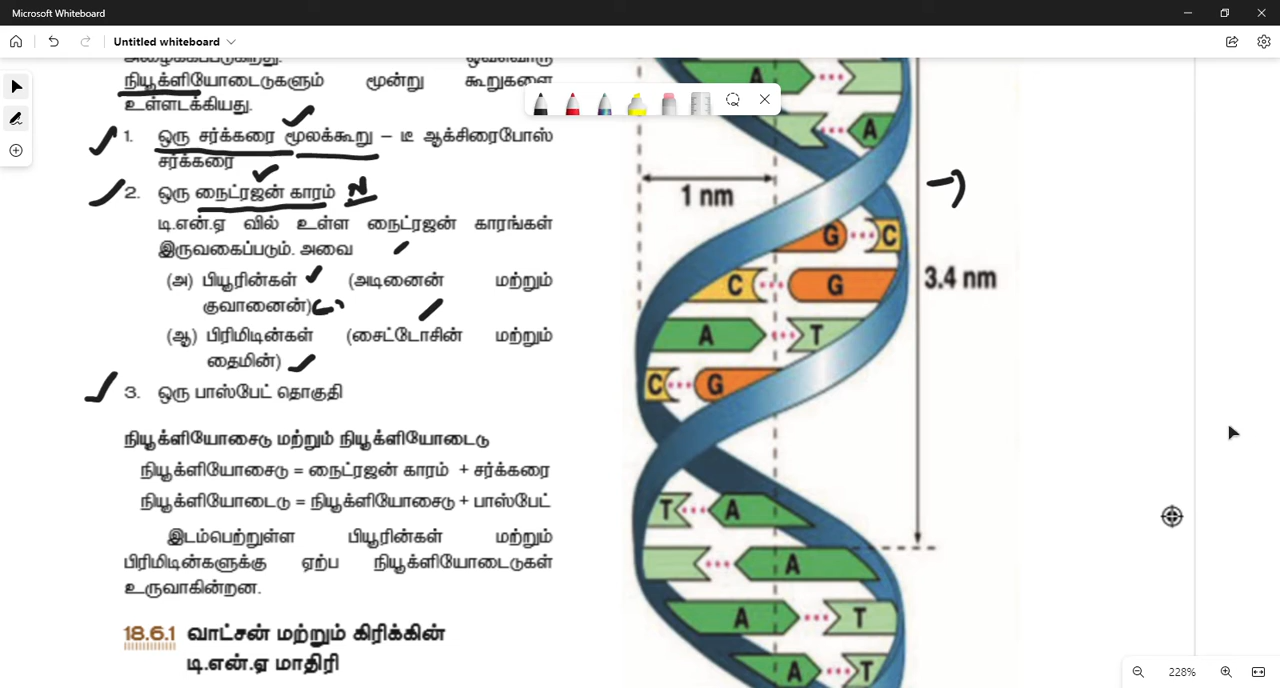 Microsoft Whiteboard
Untitled whiteboard
நியூக்ளியோடைடுகளும் மூன்று கூறுகளை
உள்ளடக்கியது.
1. ஒரு சர்க்கரை மூலக்கூறு – டீ ஆக்சிரைபோஸ்
சர்க்கரை
2. ஒரு நைட்ரஜன் காரம் N
டி.என்.ஏ வில் உள்ள நைட்ரஜன் காரங்கள்
இருவகைப்படும். அவை
(அ) பியூரின்கள் (அடினைன் மற்றும்
குவானைன்)
(ஆ) பிரிமிடின்கள் (சைட்டோசின் மற்றும்
தைமின்)
3. ஒரு பாஸ்பேட் தொகுதி
நியூக்ளியோசைடு மற்றும் நியூக்ளியோடைடு
நியூக்ளியோசைடு = நைட்ரஜன் காரம் + சர்க்கரை
நியூக்ளியோடைடு = நியூக்ளியோசைடு + பாஸ்பேட்
இடம்பெற்றுள்ள பியூரின்கள் மற்றும்
பிரிமிடின்களுக்கு ஏற்ப நியூக்ளியோடைடுகள்
உருவாகின்றன.
18.6.1 வாட்சன் மற்றும் கிரிக்கின்
டி.என்.ஏ மாதிரி
A
A
1 nm
G C
C G
3.4 nm
A T
C G
T A
A
A T
A T
228%